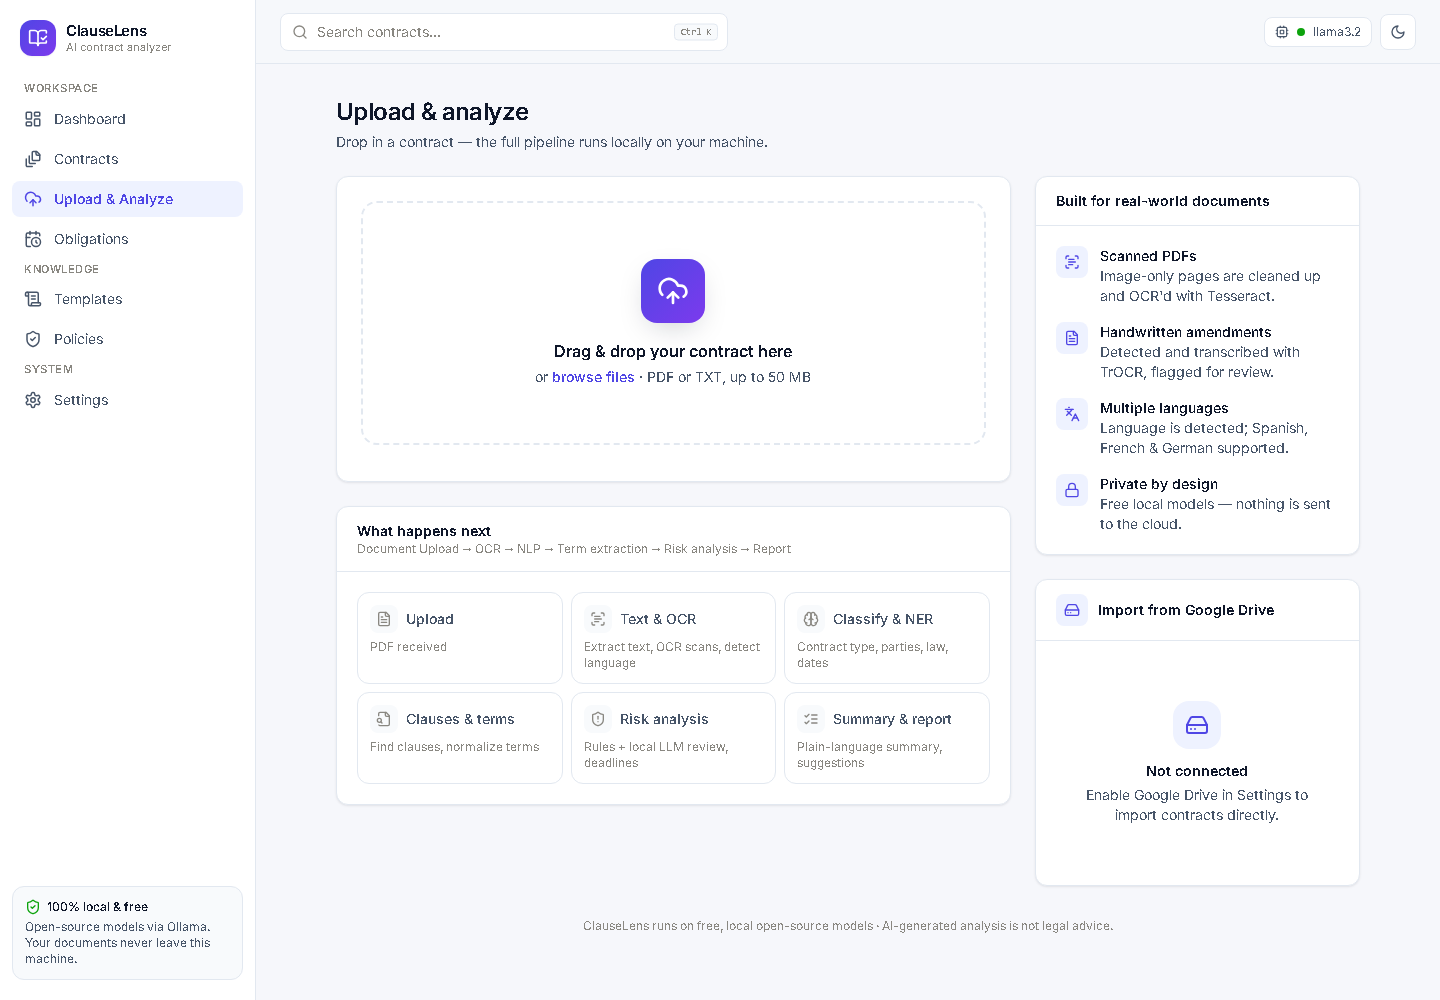 ClauseLens
AI contract analyzer
WORKSPACE
Dashboard
Contracts
Upload & Analyze
Obligations
KNOWLEDGE
Templates
Policies
SYSTEM
Settings
100% local & free
Open-source models via Ollama.
Your documents never leave this
machine.
Search contracts...
Ctrl K
llama3.2
Upload & analyze
Drop in a contract — the full pipeline runs locally on your machine.
Drag & drop your contract here
or browse files · PDF or TXT, up to 50 MB
What happens next
Document Upload → OCR → NLP → Term extraction → Risk analysis → Report
Upload
PDF received
Text & OCR
Extract text, OCR scans, detect
language
Classify & NER
Contract type, parties, law,
dates
Clauses & terms
Find clauses, normalize terms
Risk analysis
Rules + local LLM review,
deadlines
Summary & report
Plain-language summary,
suggestions
Built for real-world documents
Scanned PDFs
Image-only pages are cleaned up
and OCR'd with Tesseract.
Handwritten amendments
Detected and transcribed with
TrOCR, flagged for review.
Multiple languages
Language is detected; Spanish,
French & German supported.
Private by design
Free local models — nothing is sent
to the cloud.
Import from Google Drive
Not connected
Enable Google Drive in Settings to
import contracts directly.
ClauseLens runs on free, local open-source models · AI-generated analysis is not legal advice.